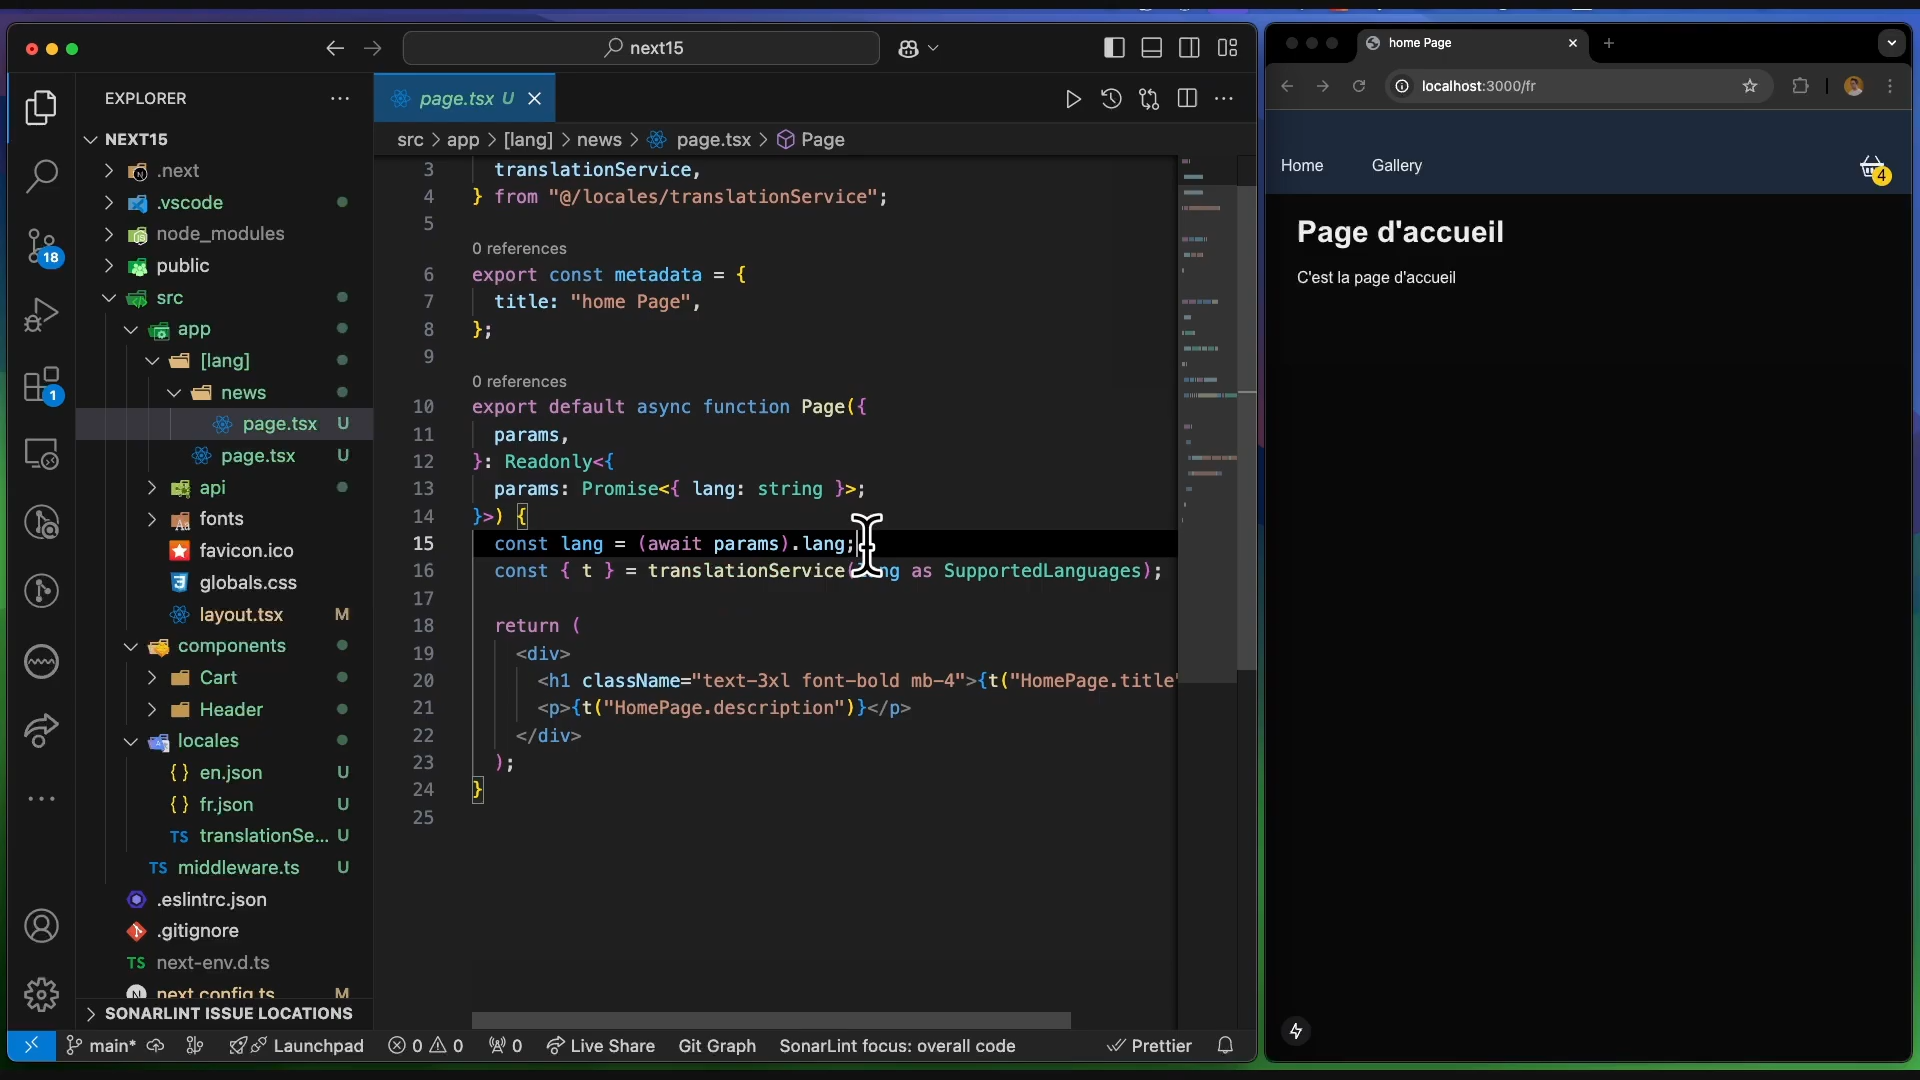 next15
EXPLORER
NEXT15
.next
.vscode
node_modules
public
src
app
[lang]
news
page.tsx U
page.tsx U
api
fonts
favicon.ico
globals.css
layout.tsx M
components
Cart
Header
locales
{} en.json U
{} fr.json U
TS translationSe... U
TS middleware.ts U
.eslintrc.json
.gitignore
TS next-env.d.ts
N next.config.ts M
SONARLINT ISSUE LOCATIONS
18
1
page.tsx U
src > app > [lang] > news > page.tsx > Page
3 translationService,
4 } from "@/locales/translationService";
5
0 references
6 export const metadata = {
7 title: "home Page",
8 };
9
0 references
10 export default async function Page({
11 params,
12 }: Readonly<{
13 params: Promise<{ lang: string }>;
14 }>) {
15 const lang = (await params).lang;
16 const { t } = translationService(lang as SupportedLanguages);
17
18 return (
19 <div>
20 <h1 className="text-3xl font-bold mb-4">{t("HomePage.title"
21 <p>{t("HomePage.description")}</p>
22 </div>
23 );
24 }
25
main* Launchpad 0 0 0 Live Share Git Graph SonarLint focus: overall code Prettier
home Page
localhost:3000/fr
Home Gallery 4
Page d'accueil
C'est la page d'accueil